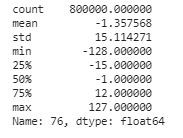 count    800000.000000
mean         -1.357568
std          15.114271
min        -128.000000
25%         -15.000000
50%          -1.000000
75%          12.000000
max         127.000000
Name: 76, dtype: float64